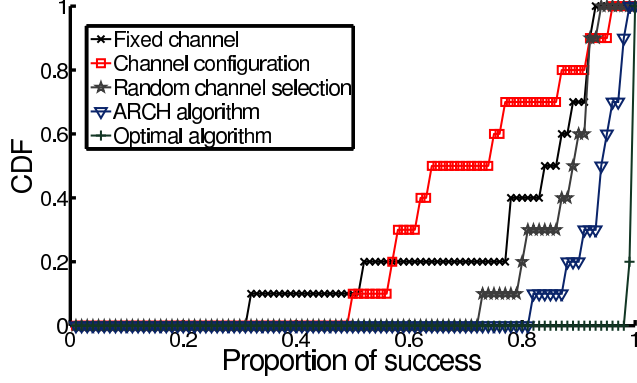 1
Fixed channel
Channel configuration
Random channel selection
ARCH algorithm
Optimal algorithm
0.8
0.6
0.4
0.2
0
CDF
0 0.2 0.4 0.6 0.8 1
Proportion of success